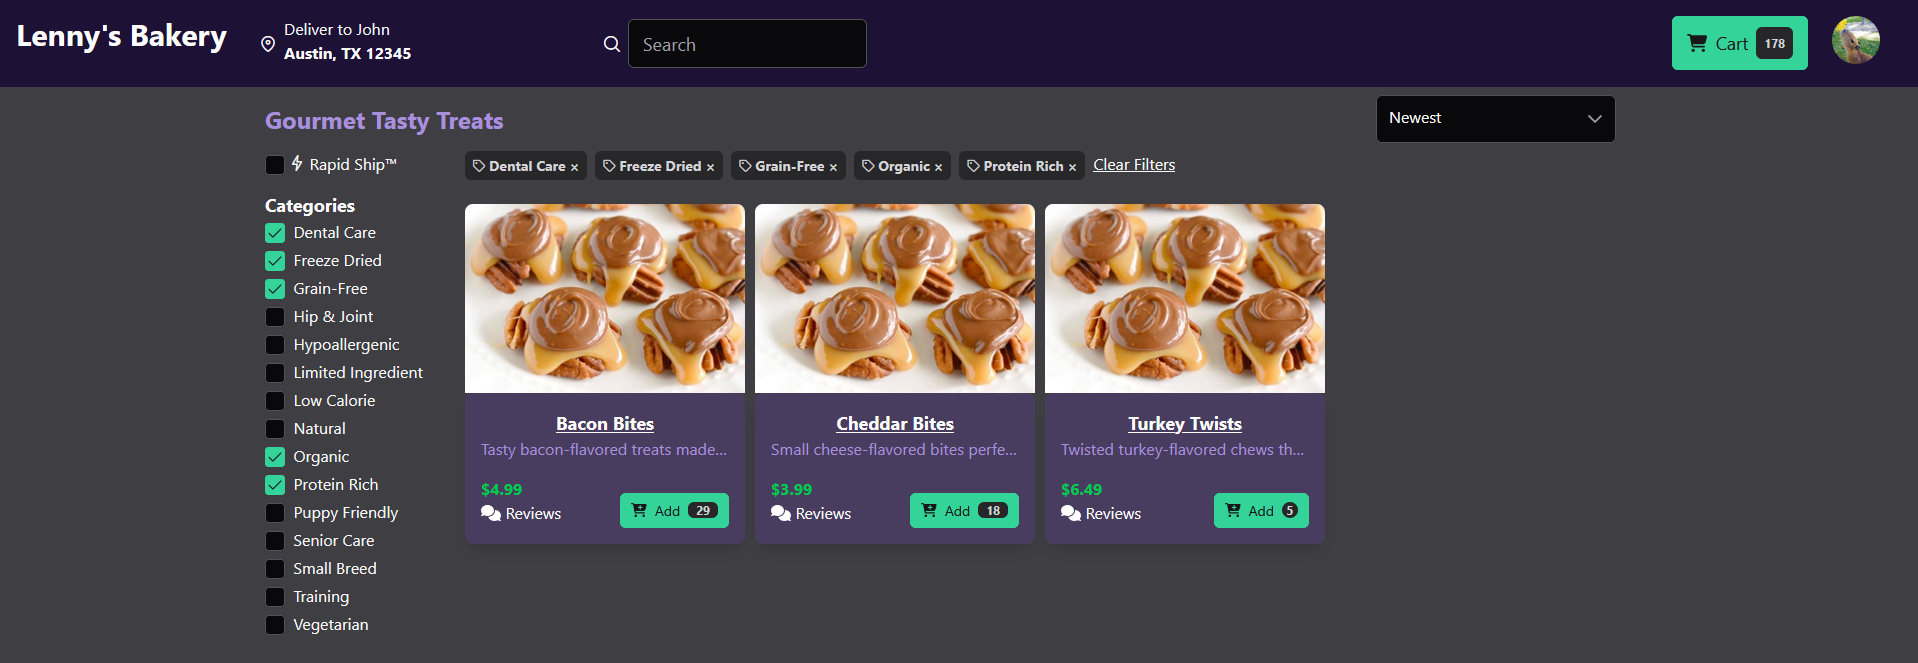 Lenny's Bakery
Deliver to John
Austin, TX 12345
Search
Cart 178
Gourmet Tasty Treats
Newest
Rapid Ship™
Dental Care × Freeze Dried × Grain-Free × Organic × Protein Rich × Clear Filters
Categories
Dental Care
Freeze Dried
Grain-Free
Hip & Joint
Hypoallergenic
Limited Ingredient
Low Calorie
Natural
Organic
Protein Rich
Puppy Friendly
Senior Care
Small Breed
Training
Vegetarian
Bacon Bites
Tasty bacon-flavored treats made...
$4.99
Reviews
Add 29
Cheddar Bites
Small cheese-flavored bites perfe...
$3.99
Reviews
Add 18
Turkey Twists
Twisted turkey-flavored chews th...
$6.49
Reviews
Add 5